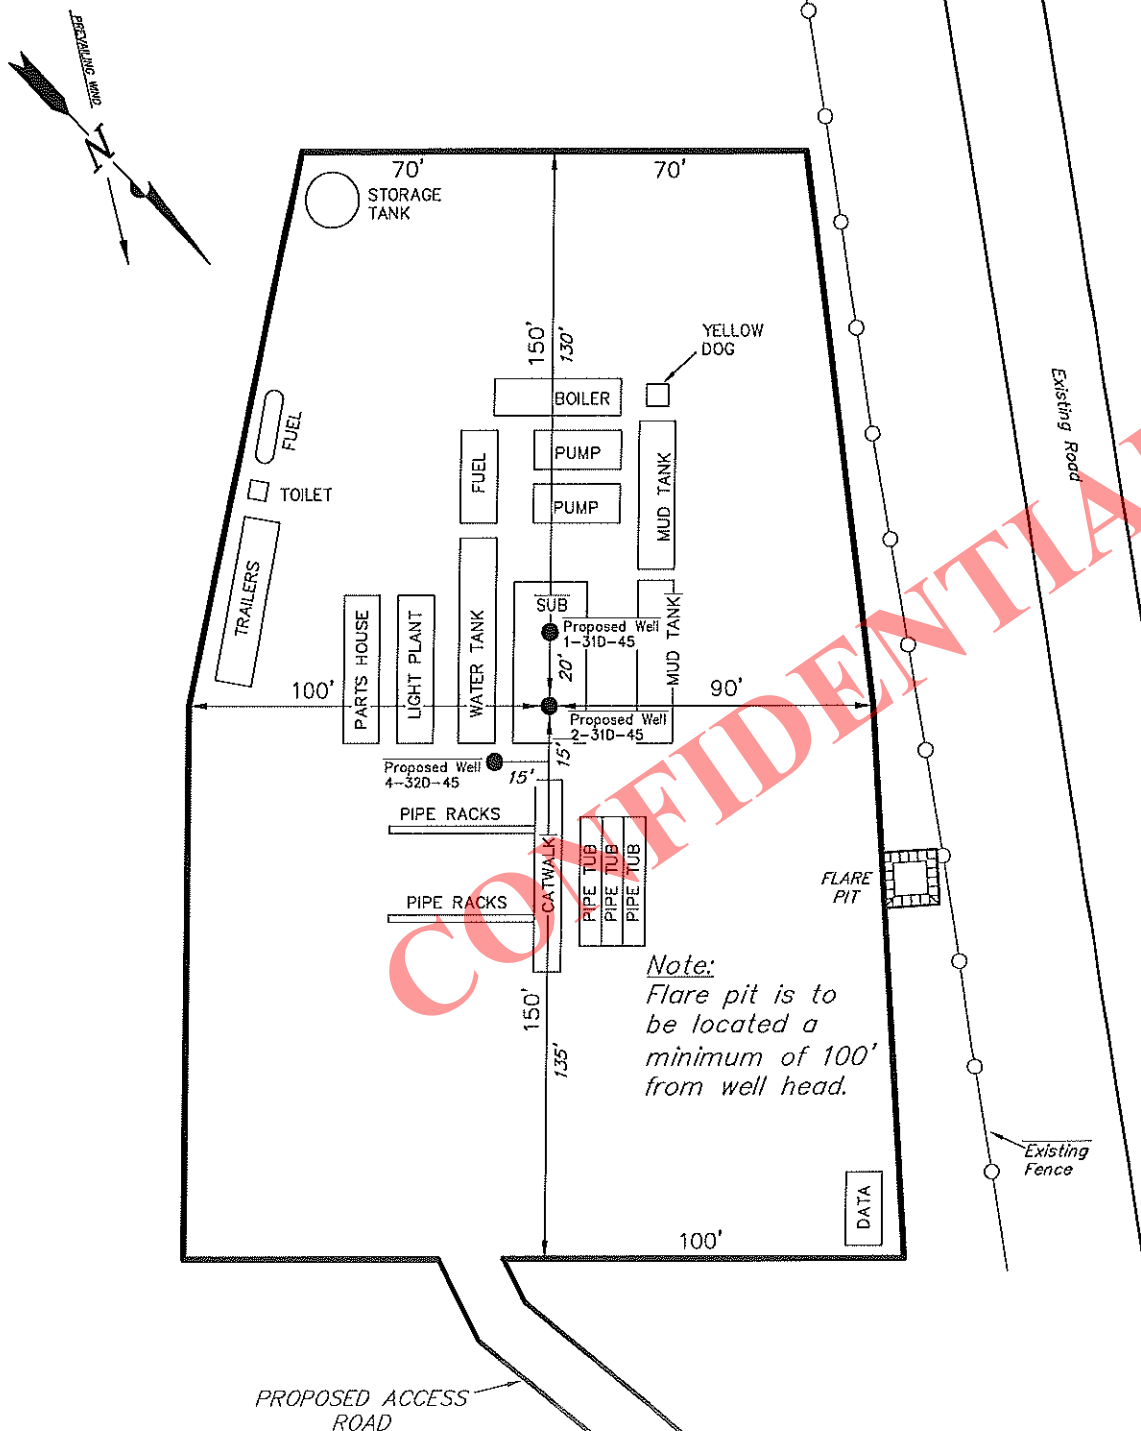 PREVAILING WIND
N
70'
70'
STORAGE
TANK
150'
130'
YELLOW
DOG
BOILER
FUEL
FUEL
PUMP
MUD TANK
PUMP
TOILET
TRAILERS
Existing Road
SUB
Proposed Well
1-31D-45
PARTS HOUSE
LIGHT PLANT
WATER TANK
20'
MUD TANK
100'
90'
Proposed Well
2-31D-45
15'
Proposed Well
4-32D-45
15'
PIPE RACKS
CATWALK
PIPE TUB
PIPE TUB
PIPE TUB
PIPE RACKS
FLARE
PIT
CONFIDENTIAL
Note:
Flare pit is to
be located a
minimum of 100'
from well head.
150'
135'
Existing
Fence
DATA
100'
PROPOSED ACCESS
ROAD